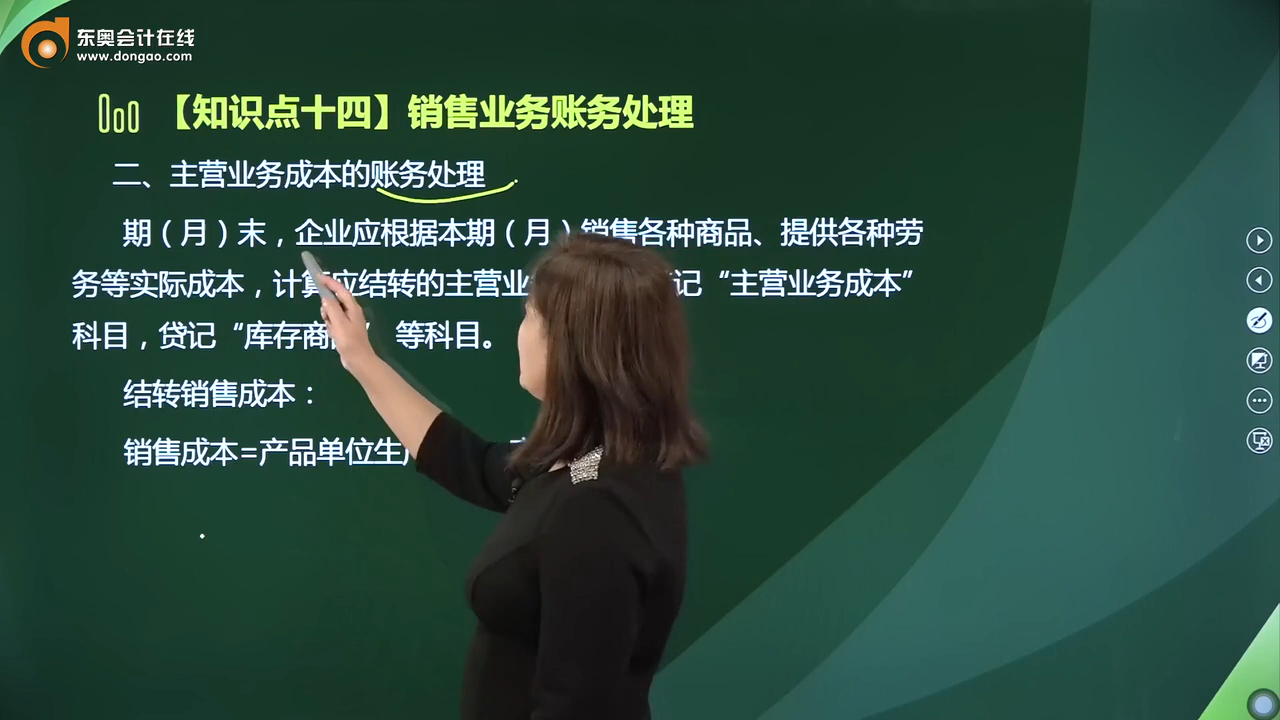 东奥会计在线
www.dongao.com
【知识点十四】销售业务账务处理
二、主营业务成本的账务处理
期（月）末，企业应根据本期（月）销售各种商品、提供各种劳
务等实际成本，计算应结转的主营业 记“主营业务成本”
科目，贷记“库存商 ” 等科目。
结转销售成本：
销售成本=产品单位生